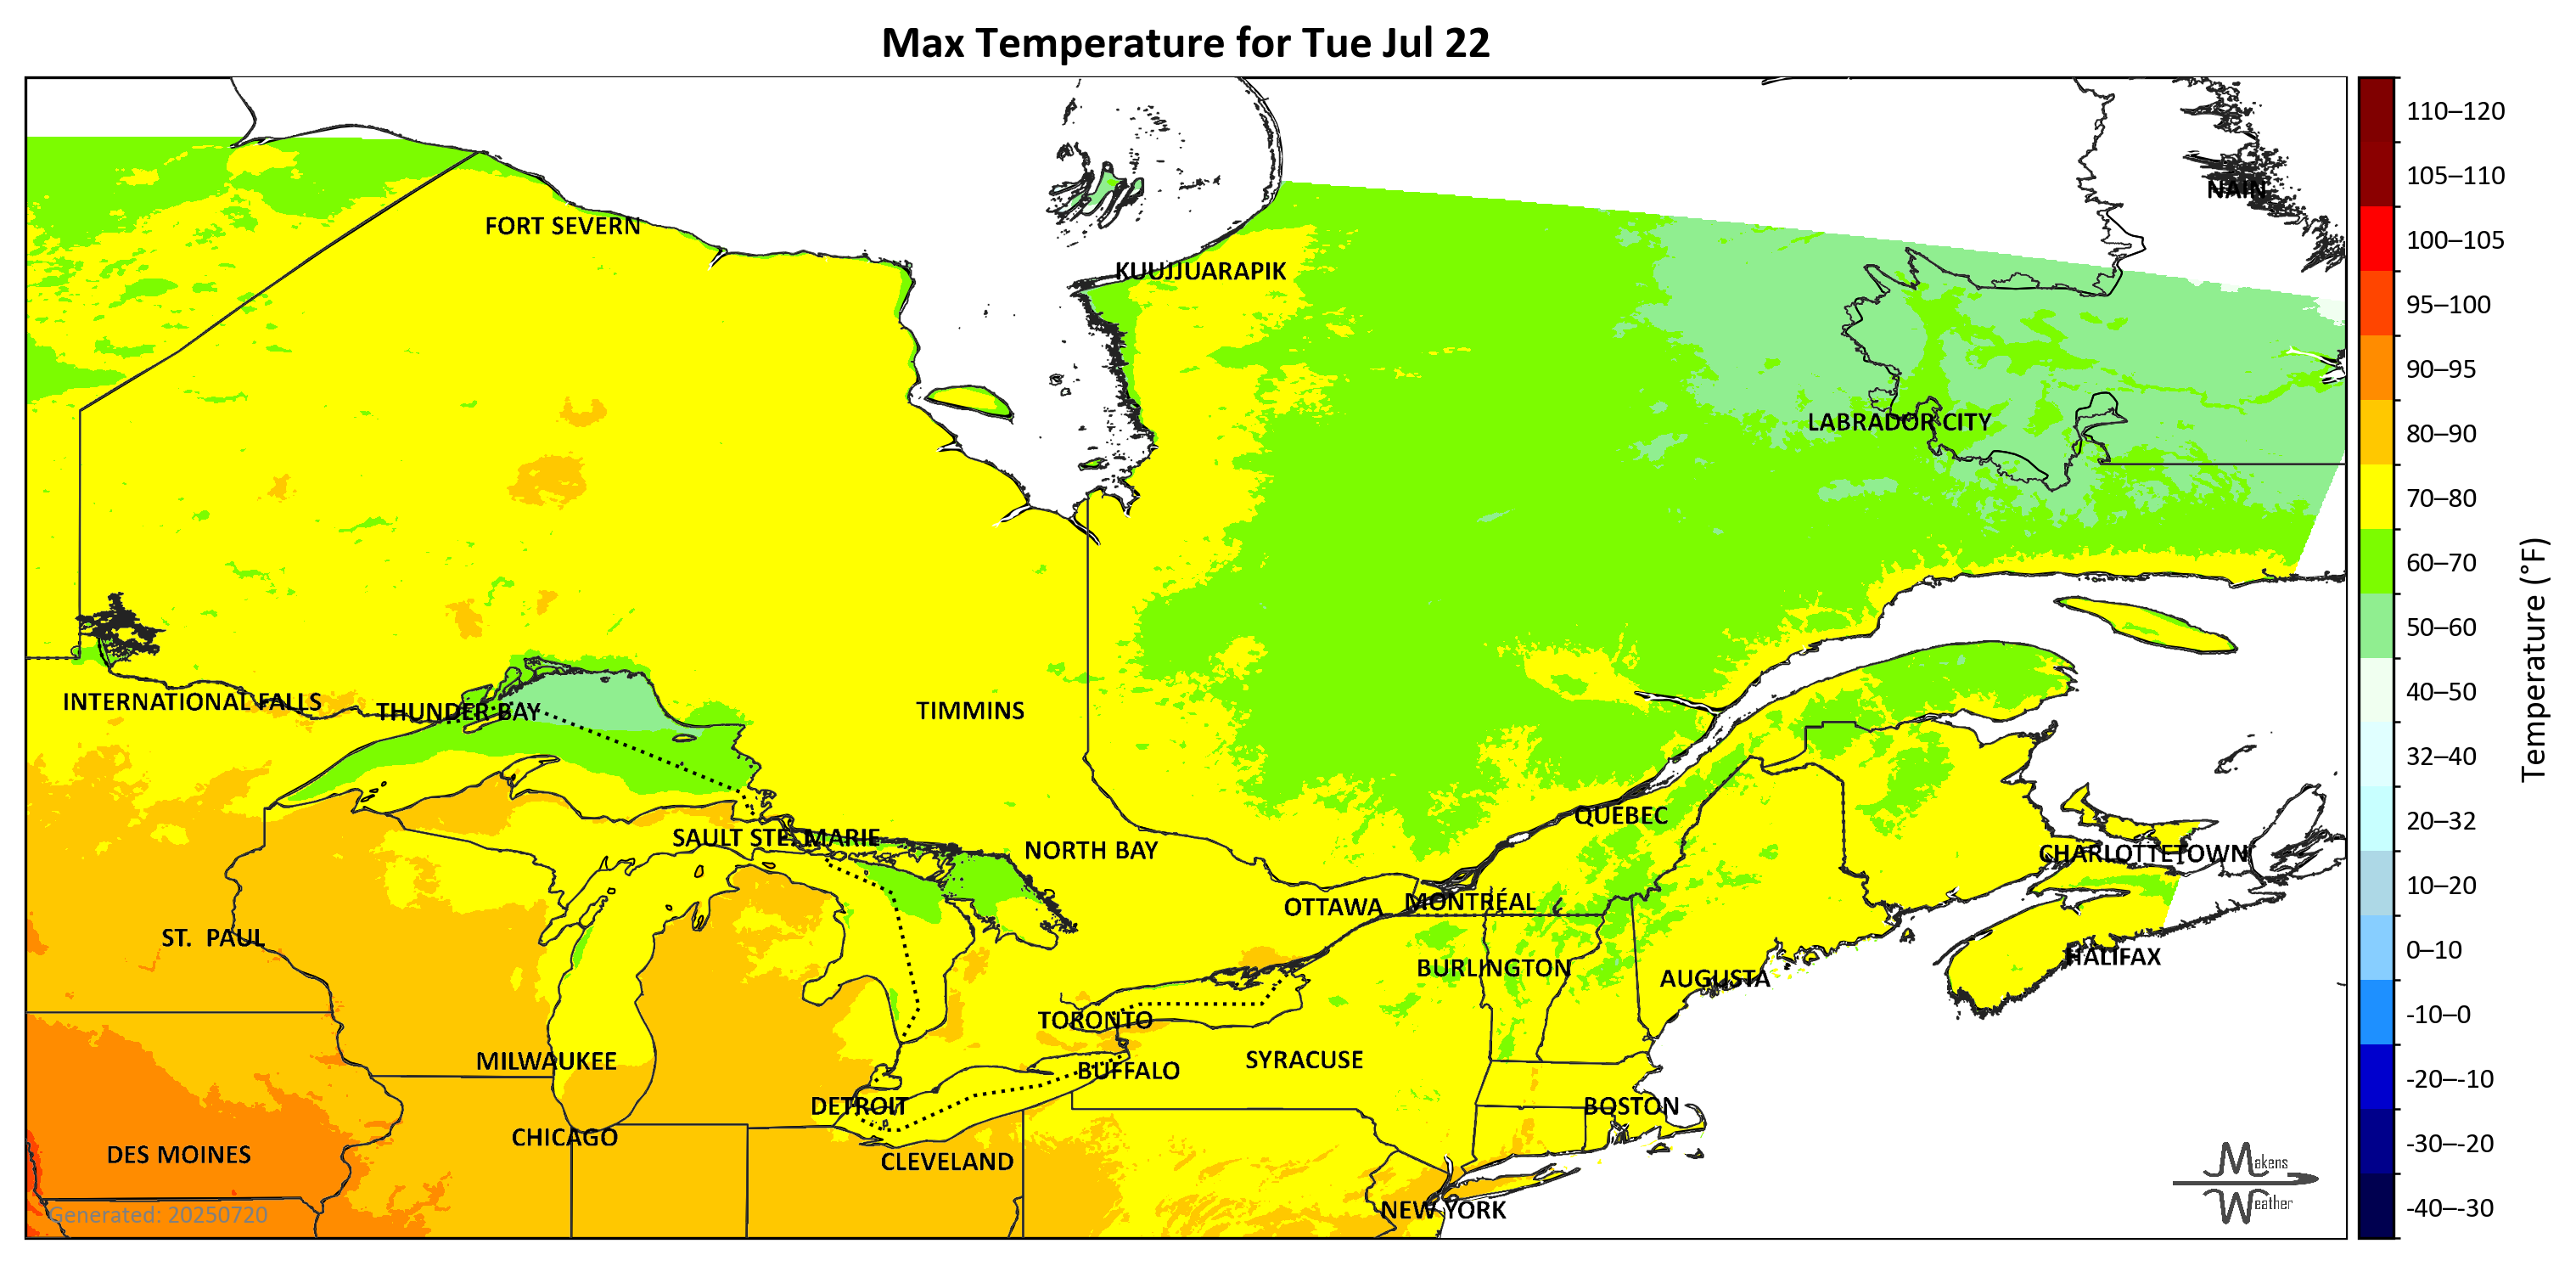 Max Temperature for Tue Jul 22
NAIN
FORT SEVERN
KUUJJUARAPIK
LABRADOR CITY
INTERNATIONAL FALLS
THUNDER BAY
TIMMINS
QUEBEC
SAULT STE. MARIE
NORTH BAY
CHARLOTTETOWN
OTTAWA
MONTRÉAL
ST. PAUL
HALIFAX
BURLINGTON
AUGUSTA
TORONTO
MILWAUKEE
SYRACUSE
BUFFALO
DETROIT
BOSTON
CHICAGO
DES MOINES
CLEVELAND
NEW YORK
Generated: 20250720
Makens
Weather
110–120
105–110
100–105
95–100
90–95
80–90
70–80
60–70
50–60
40–50
32–40
20–32
10–20
0–10
-10–0
-20–-10
-30–-20
-40–-30
Temperature (°F)